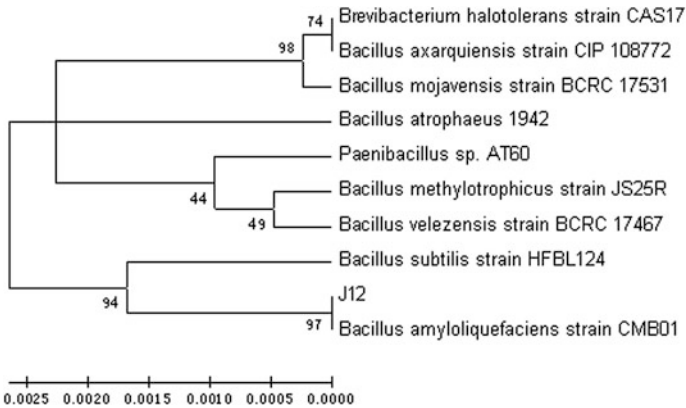 74 Brevibacterium halotolerans strain CAS17
98 Bacillus axarquiensis strain CIP 108772
Bacillus mojavensis strain BCRC 17531
Bacillus atrophaeus 1942
Paenibacillus sp. AT60
44 Bacillus methylotrophicus strain JS25R
49 Bacillus velezensis strain BCRC 17467
Bacillus subtilis strain HFBL124
94 J12
97 Bacillus amyloliquefaciens strain CMB01
0.0025 0.0020 0.0015 0.0010 0.0005 0.0000